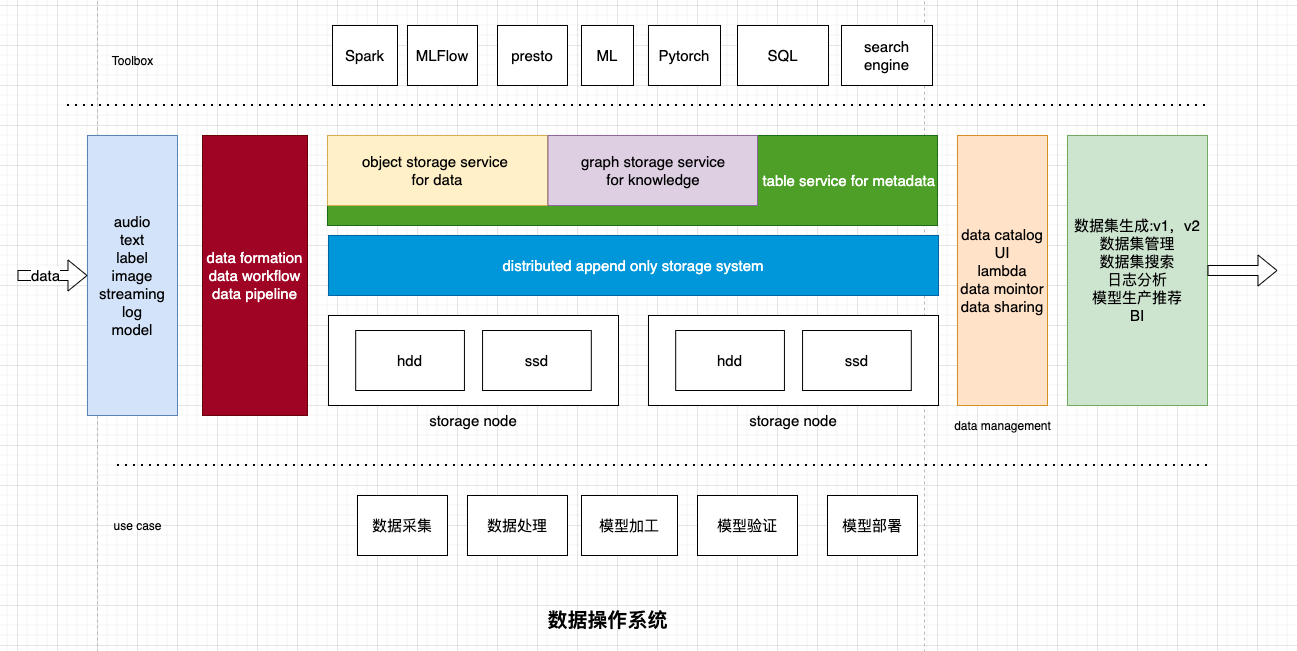 Toolbox
Spark
MLFlow
presto
ML
Pytorch
SQL
search
engine
data
audio
text
label
image
streaming
log
model
data formation
data workflow
data pipeline
object storage service
for data
graph storage service
for knowledge
table service for metadata
distributed append only storage system
hdd
ssd
storage node
hdd
ssd
storage node
data catalog
UI
lambda
data mointor
data sharing
data management
数据集生成:v1，v2
数据集管理
数据集搜索
日志分析
模型生产推荐
BI
use case
数据采集
数据处理
模型加工
模型验证
模型部署
数据操作系统